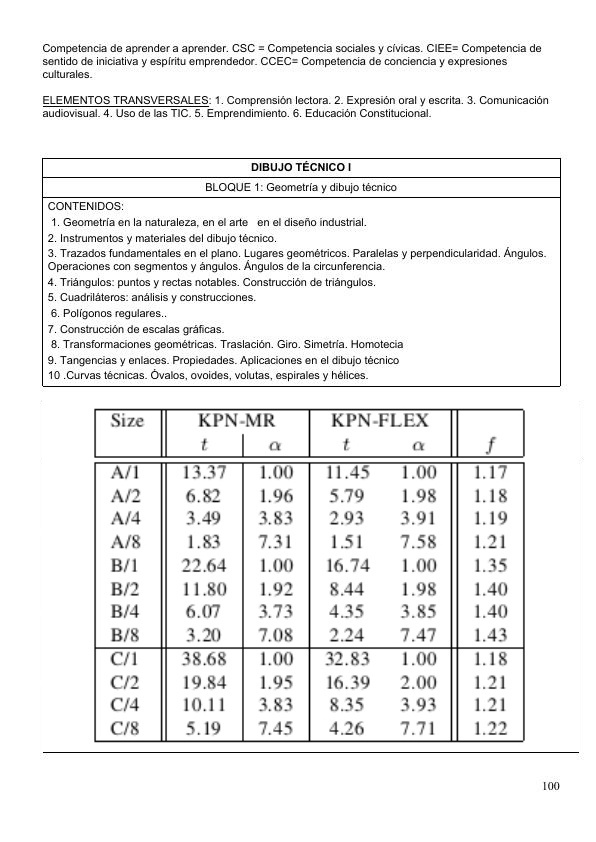 Competencia de aprender a aprender. CSC = Competencia sociales y cívicas. CIEE= Competencia de
sentido de iniciativa y espíritu emprendedor. CCEC= Competencia de conciencia y expresiones
culturales.
ELEMENTOS TRANSVERSALES: 1. Comprensión lectora. 2. Expresión oral y escrita. 3. Comunicación
audiovisual. 4. Uso de las TIC. 5. Emprendimiento. 6. Educación Constitucional.
DIBUJO TÉCNICO I
BLOQUE 1: Geometría y dibujo técnico
CONTENIDOS:
1. Geometría en la naturaleza, en el arte en el diseño industrial.
2. Instrumentos y materiales del dibujo técnico.
3. Trazados fundamentales en el plano. Lugares geométricos. Paralelas y perpendicularidad. Ángulos.
Operaciones con segmentos y ángulos. Ángulos de la circunferencia.
4. Triángulos: puntos y rectas notables. Construcción de triángulos.
5. Cuadriláteros: análisis y construcciones.
6. Polígonos regulares..
7. Construcción de escalas gráficas.
8. Transformaciones geométricas. Traslación. Giro. Simetría. Homotecia
9. Tangencias y enlaces. Propiedades. Aplicaciones en el dibujo técnico
10 .Curvas técnicas. Óvalos, ovoides, volutas, espirales y hélices.
Size KPN-MR KPN-FLEX
t α t α f
A/1 13.37 1.00 11.45 1.00 1.17
A/2 6.82 1.96 5.79 1.98 1.18
A/4 3.49 3.83 2.93 3.91 1.19
A/8 1.83 7.31 1.51 7.58 1.21
B/1 22.64 1.00 16.74 1.00 1.35
B/2 11.80 1.92 8.44 1.98 1.40
B/4 6.07 3.73 4.35 3.85 1.40
B/8 3.20 7.08 2.24 7.47 1.43
C/1 38.68 1.00 32.83 1.00 1.18
C/2 19.84 1.95 16.39 2.00 1.21
C/4 10.11 3.83 8.35 3.93 1.21
C/8 5.19 7.45 4.26 7.71 1.22
100